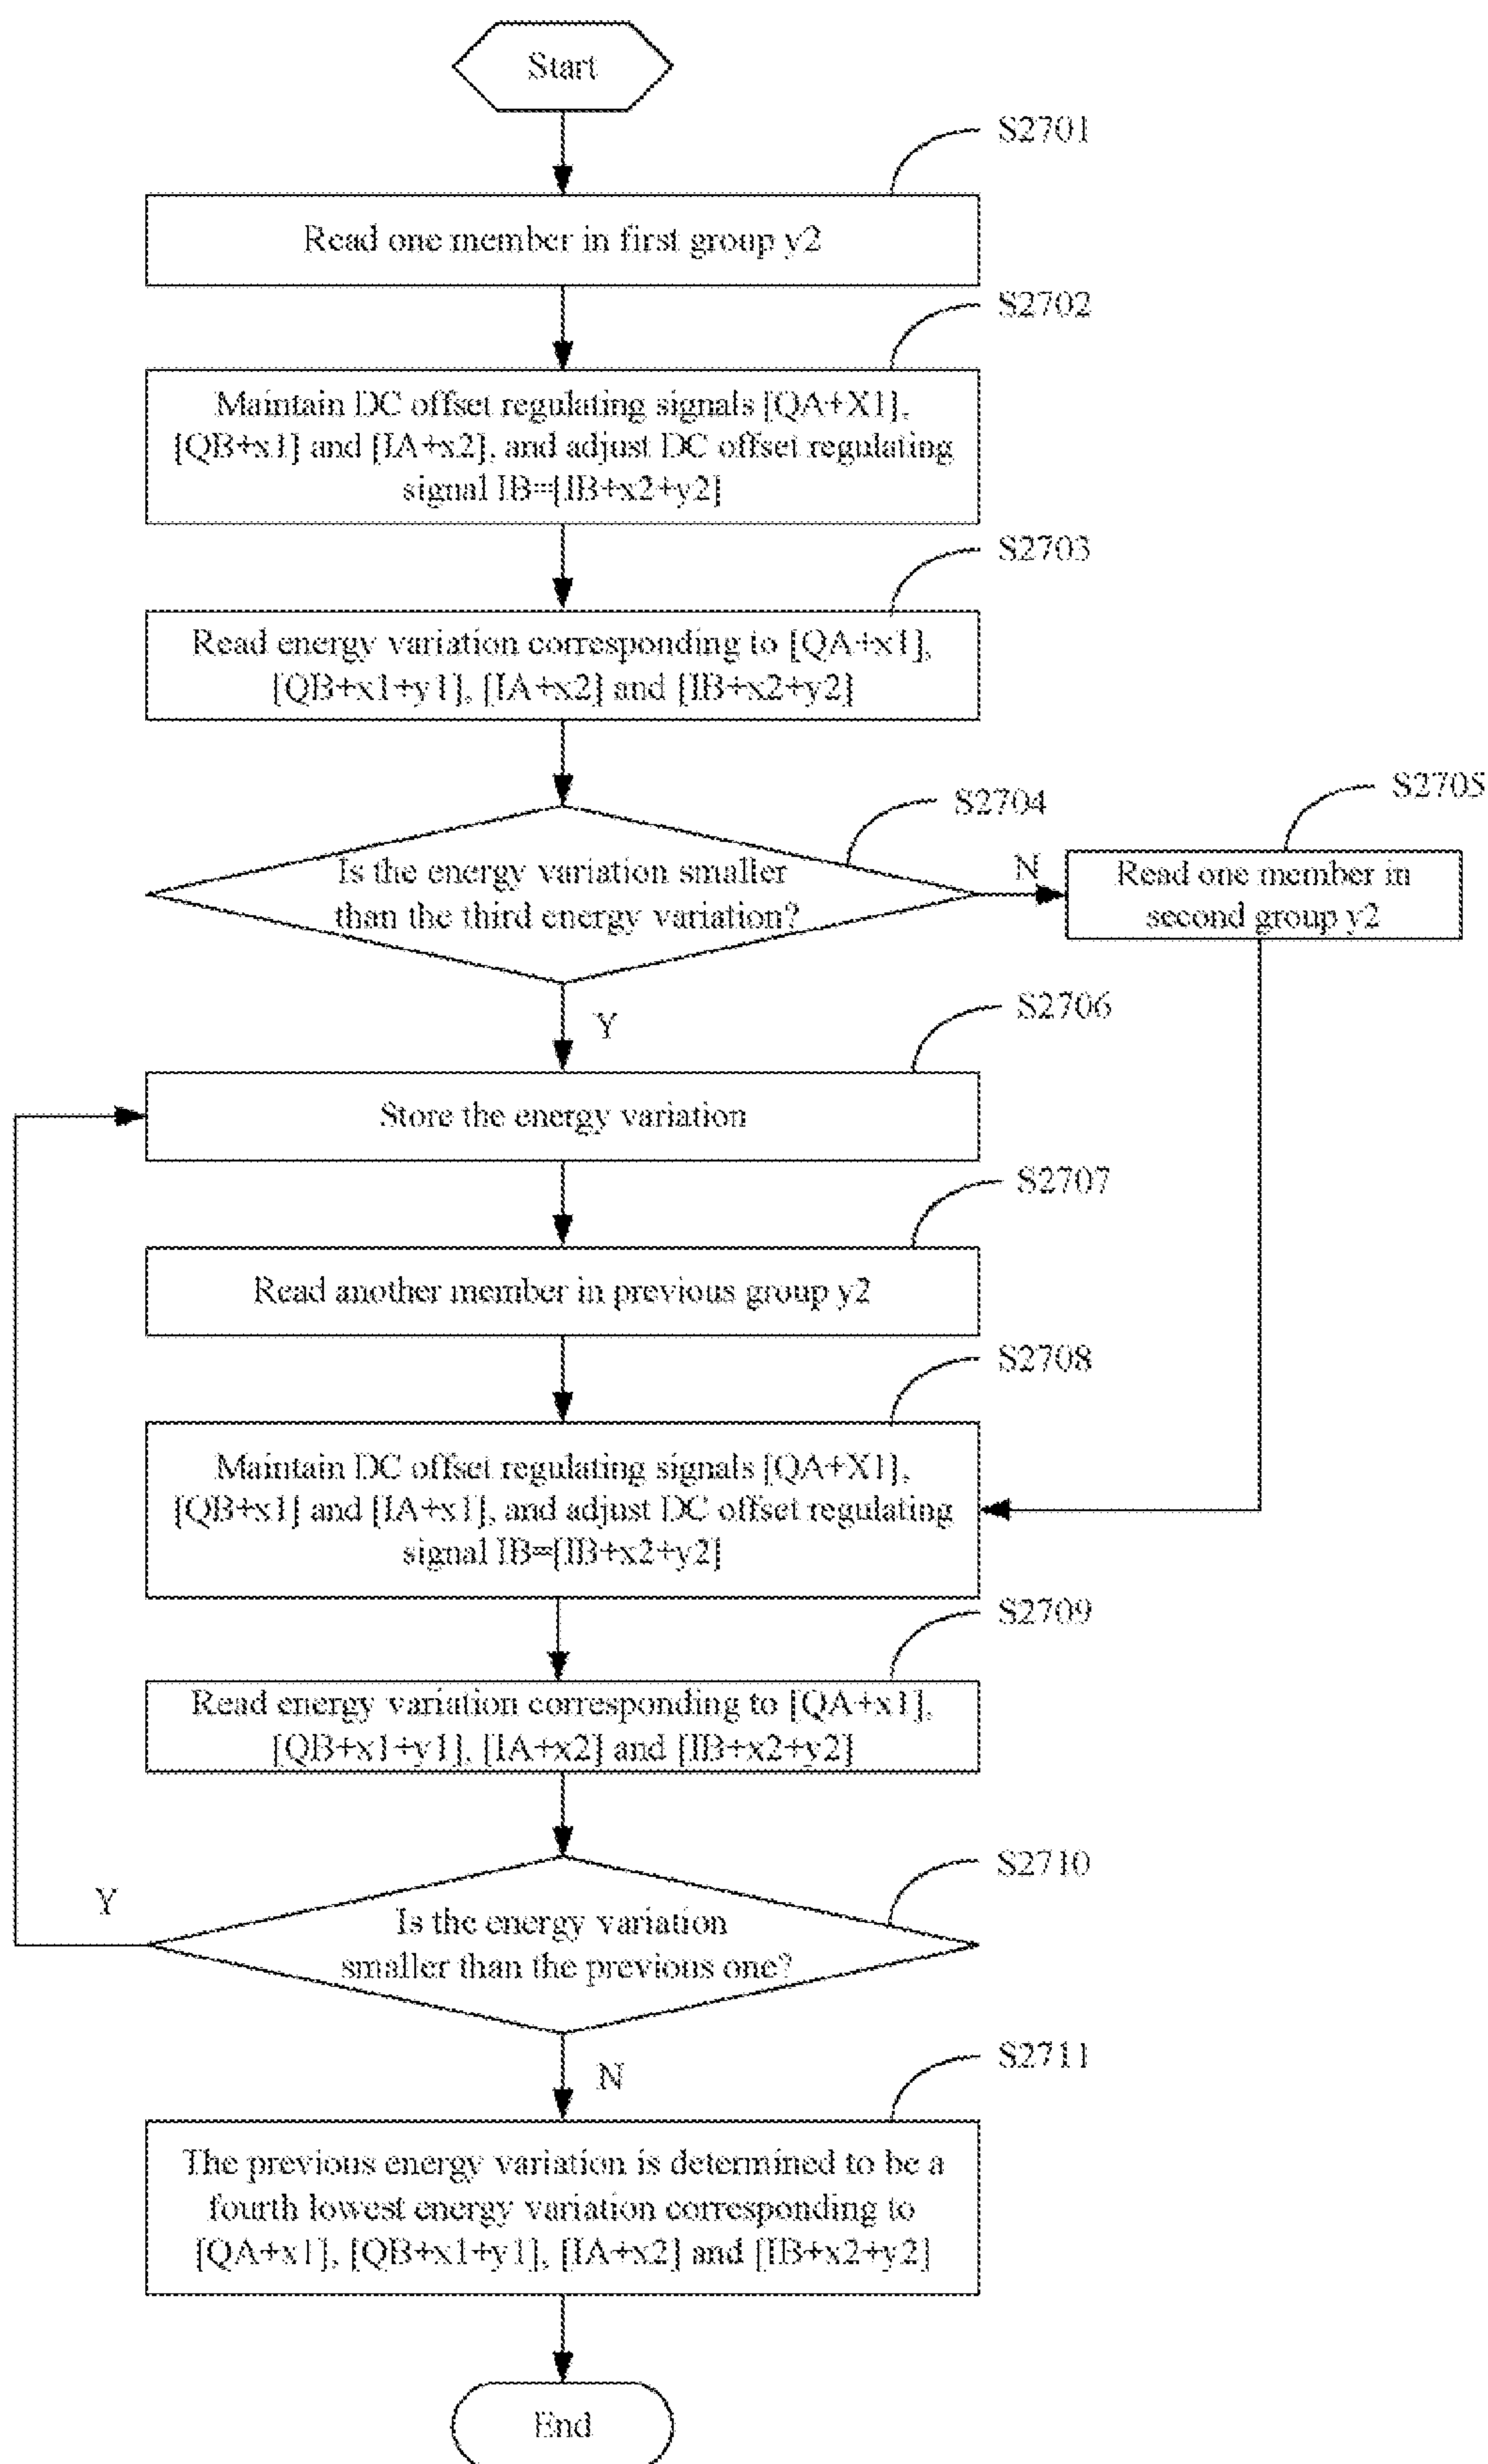 Start
S2701
Read one member in first group y2
S2702
Maintain DC offset regulating signals [QA+X1],
[QB+x1] and [IA+x2], and adjust DC offset regulating
signal IB=[IB+x2+y2]
S2703
Read energy variation corresponding to [QA+x1],
[QB+x1+y1], [IA+x2] and [IB+x2+y2]
S2704
Is the energy variation smaller
than the third energy variation?
N
S2705
Read one member in
second group y2
Y
S2706
Store the energy variation
S2707
Read another member in previous group y2
S2708
Maintain DC offset regulating signals [QA+X1],
[QB+x1] and [IA+x1], and adjust DC offset regulating
signal IB=[IB+x2+y2]
S2709
Read energy variation corresponding to [QA+x1],
[QB+x1+y1], [IA+x2] and [IB+x2+y2]
S2710
Y
Is the energy variation
smaller than the previous one?
N
S2711
The previous energy variation is determined to be a
fourth lowest energy variation corresponding to
[QA+x1], [QB+x1+y1], [IA+x2] and [IB+x2+y2]
End